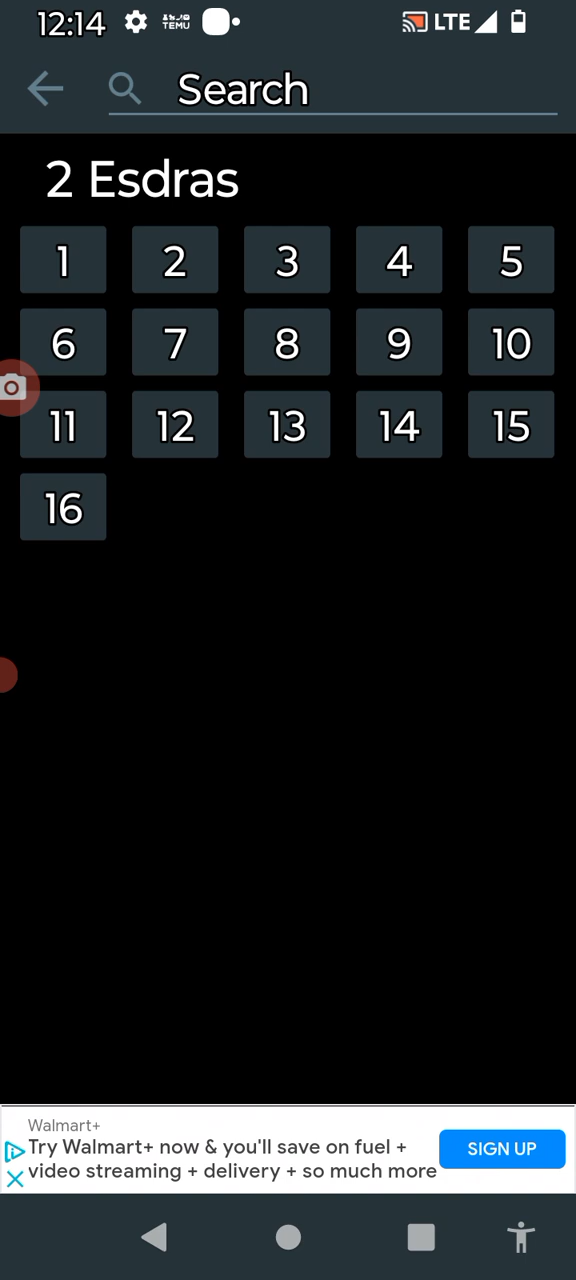 12:14 TEMU LTE
Search
2 Esdras
1 2 3 4 5
6 7 8 9 10
11 12 13 14 15
16
Walmart+
Try Walmart+ now & you'll save on fuel +
video streaming + delivery + so much more
SIGN UP